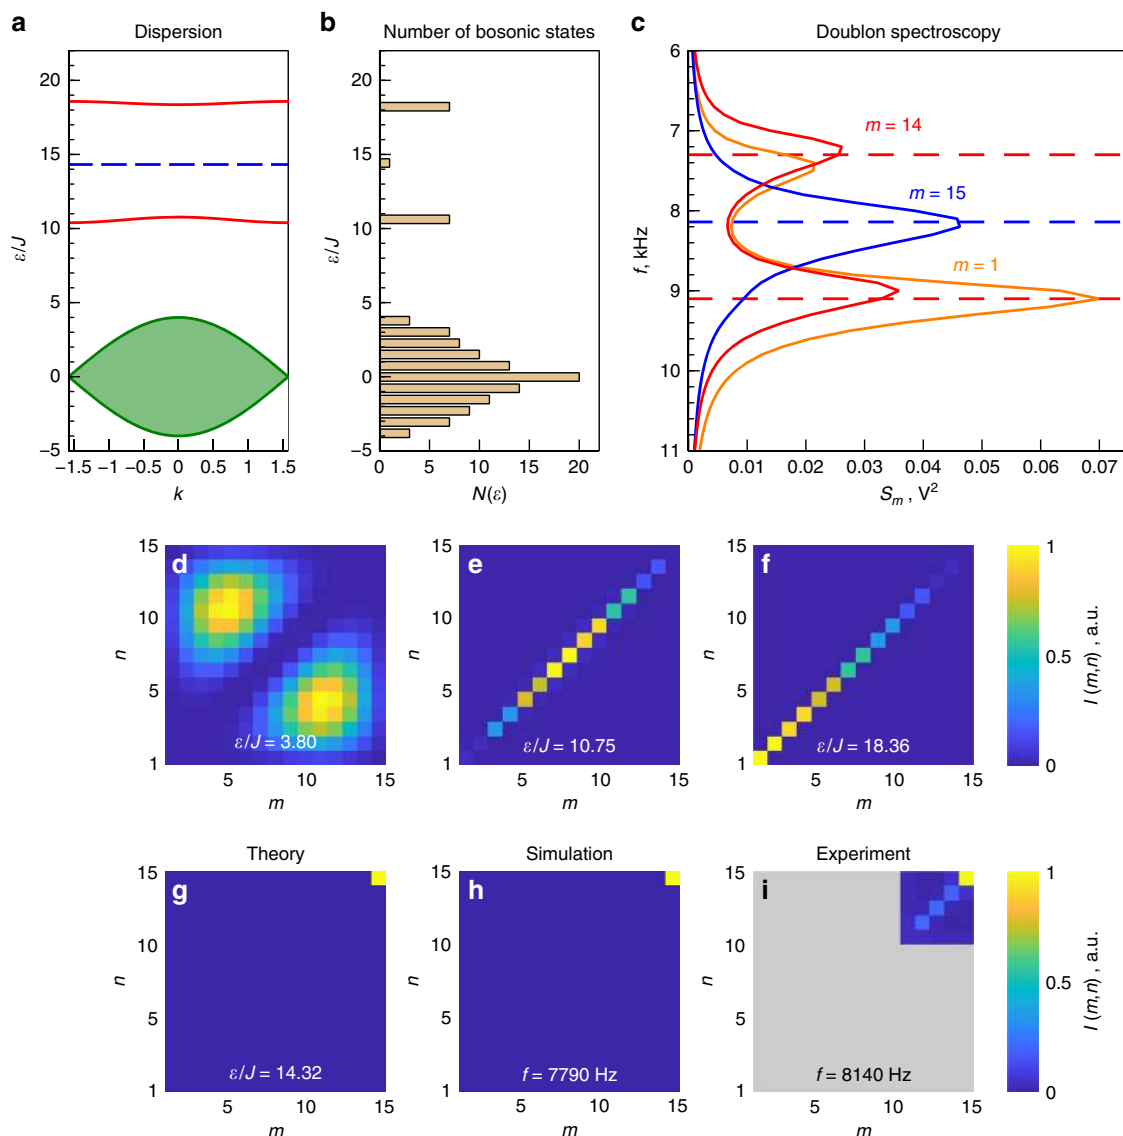 a
Dispersion
b
Number of bosonic states
c
Doublon spectroscopy
ε/J
20
15
10
5
0
−5
−1.5 −1 −0.5 0 0.5 1 1.5
k
ε/J
20
15
10
5
0
−5
0 5 10 15 20
N(ε)
f, kHz
6
7
8
9
10
11
m = 14
m = 15
m = 1
0 0.01 0.02 0.03 0.04 0.05 0.06 0.07
Sm , V2
d
n
15
10
5
1
ε/J = 3.80
5 10 15
m
e
n
15
10
5
1
ε/J = 10.75
5 10 15
m
f
n
15
10
5
1
ε/J = 18.36
5 10 15
m
1
0.5
0
I (m,n) , a.u.
Theory
g
n
15
10
5
1
ε/J = 14.32
5 10 15
m
Simulation
h
n
15
10
5
1
f = 7790 Hz
5 10 15
m
Experiment
i
n
15
10
5
1
f = 8140 Hz
5 10 15
m
1
0.5
0
I (m,n) , a.u.